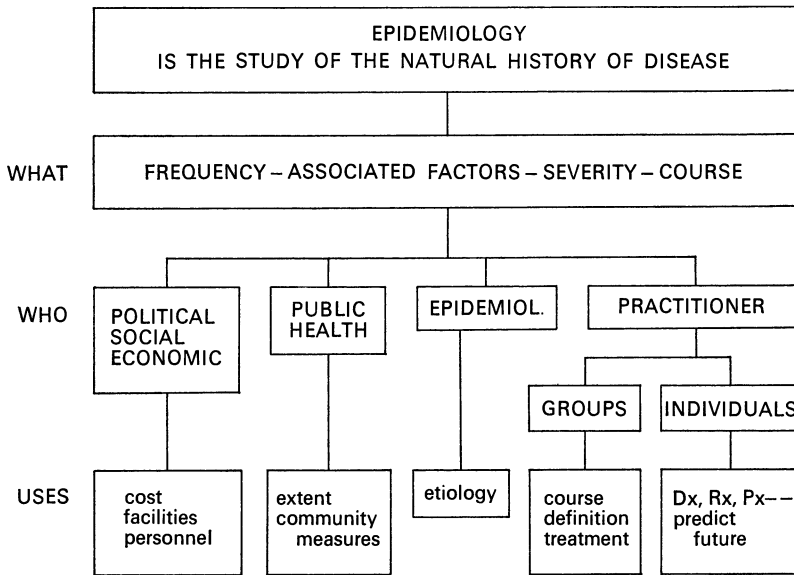 EPIDEMIOLOGY
IS THE STUDY OF THE NATURAL HISTORY OF DISEASE
WHAT
FREQUENCY – ASSOCIATED FACTORS – SEVERITY – COURSE
WHO
POLITICAL
SOCIAL
ECONOMIC
PUBLIC
HEALTH
EPIDEMIOL.
PRACTITIONER
GROUPS
INDIVIDUALS
USES
cost
facilities
personnel
extent
community
measures
etiology
course
definition
treatment
Dx, Rx, Px––
predict
future